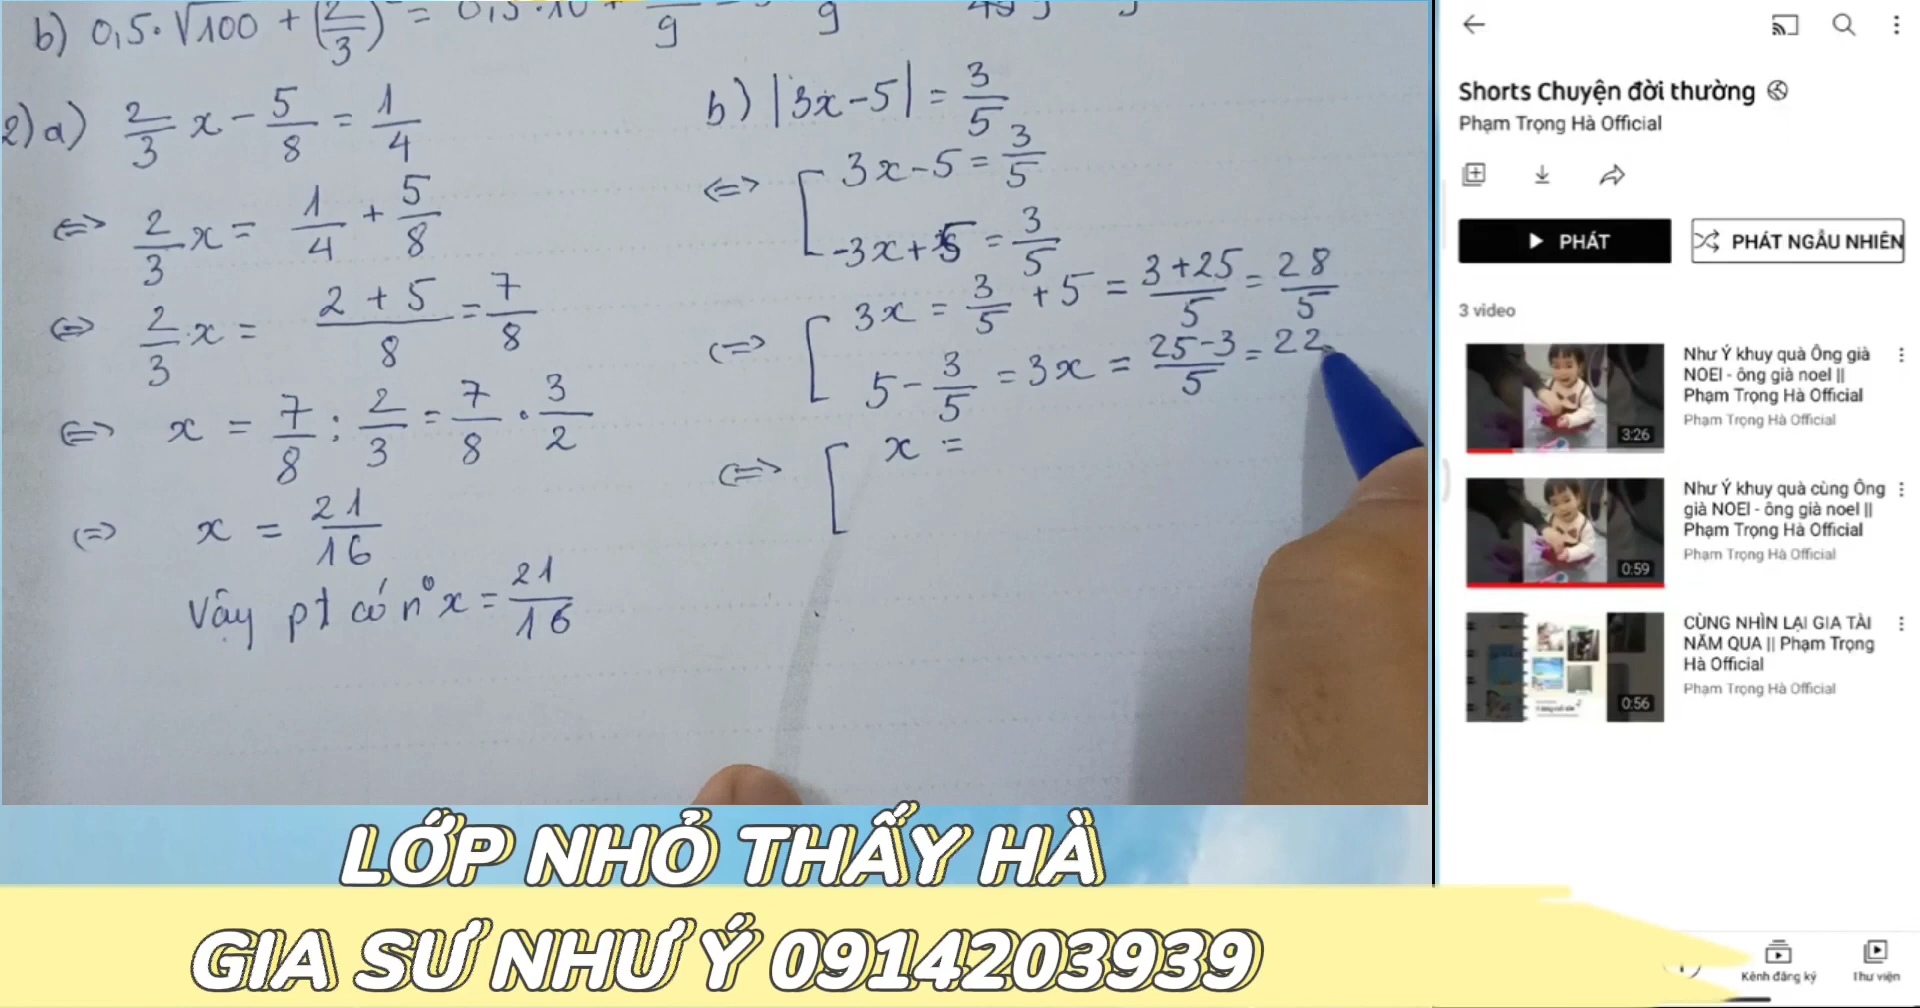 b) 0,5·√100 + (2/3) = 0,5·10 +
2) a) 2/3 x − 5/8 = 1/4
⇔ 2/3 x = 1/4 + 5/8
⇔ 2/3·x = (2 + 5)/8 = 7/8
⇔ x = 7/8 : 2/3 = 7/8 · 3/2
⇔ x = 21/16
Vậy pt có n° x = 21/16
b) |3x − 5| = 3/5
⇔ [ 3x − 5 = 3/5
−3x + 5 = 3/5
⇔ [ 3x = 3/5 + 5 = (3 + 25)/5 = 28/5
5 − 3/5 = 3x = (25 − 3)/5 = 22
⇔ [ x =
LỚP NHỎ THẤY HÀ
GIA SƯ NHƯ Ý 0914203939
Shorts Chuyện đời thường
Phạm Trọng Hà Official
PHÁT
PHÁT NGẪU NHIÊN
3 video
Như Ý khuy quà Ông già
NOEl - ông già noel ||
Phạm Trọng Hà Official
Phạm Trọng Hà Official
3:26
Như Ý khuy quà cùng Ông
già NOEl - ông già noel ||
Phạm Trọng Hà Official
Phạm Trọng Hà Official
0:59
CÙNG NHÌN LẠI GIA TÀI
NĂM QUA || Phạm Trọng
Hà Official
Phạm Trọng Hà Official
0:56
Kênh đăng ký
Thư viện